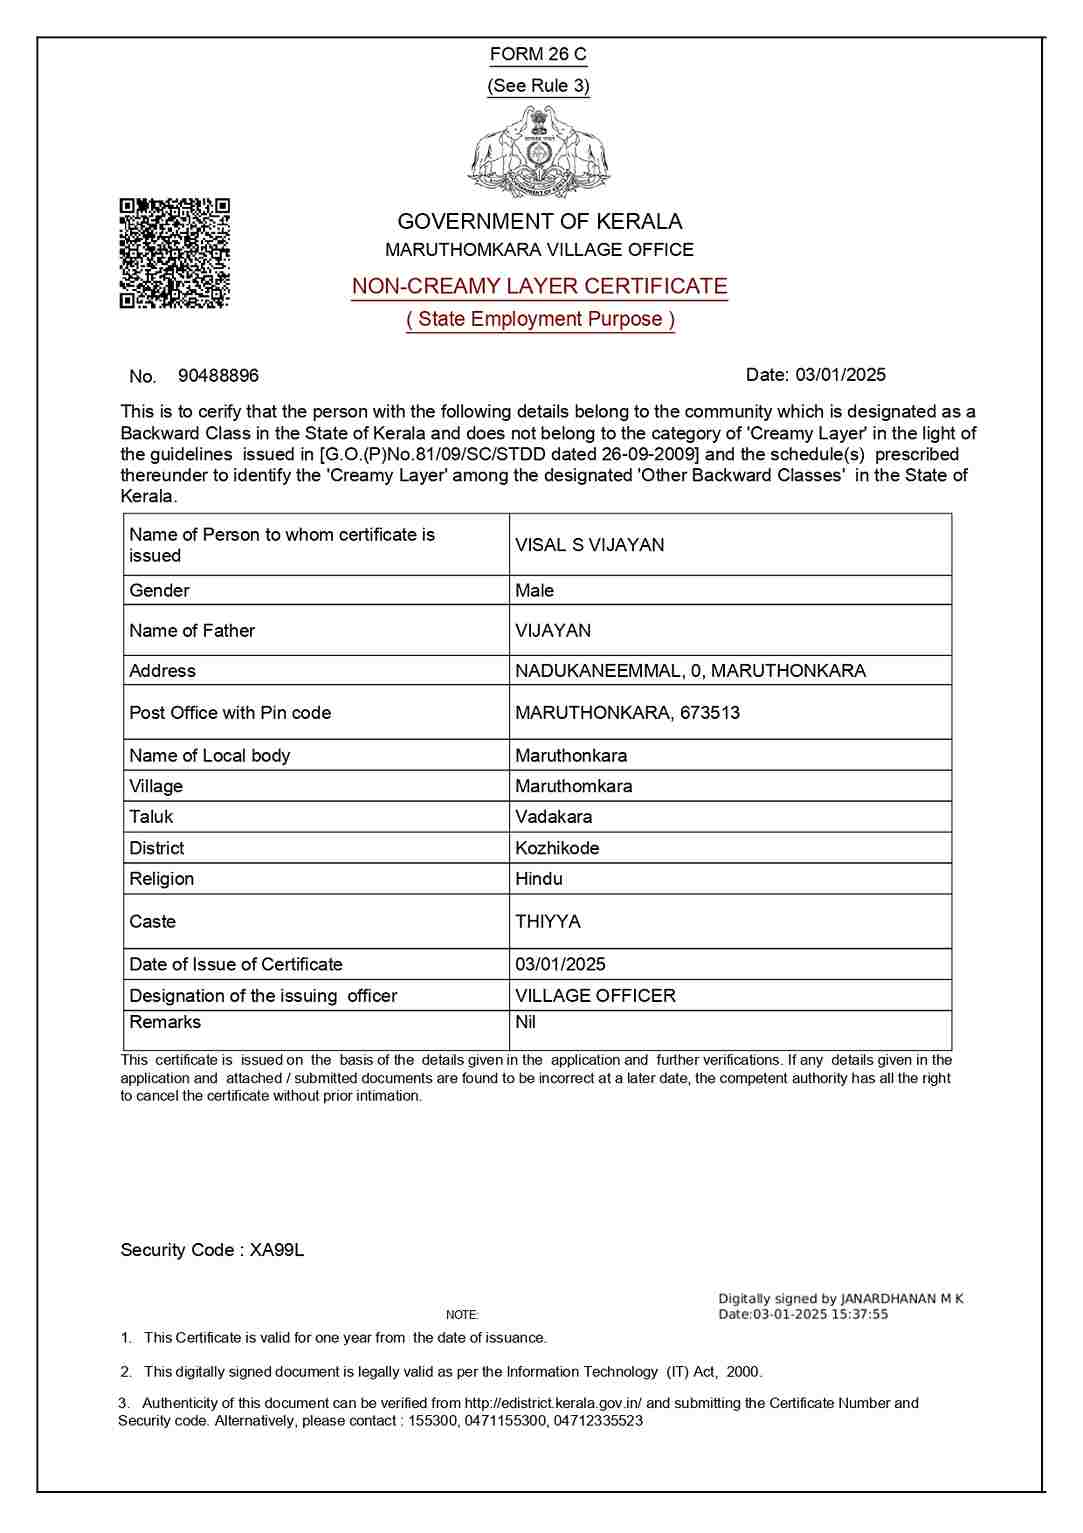 FORM 26 C
(See Rule 3)
GOVERNMENT OF KERALA
MARUTHOMKARA VILLAGE OFFICE
NON-CREAMY LAYER CERTIFICATE
( State Employment Purpose )
No. 90488896 Date: 03/01/2025
This is to cerify that the person with the following details belong to the community which is designated as a
Backward Class in the State of Kerala and does not belong to the category of 'Creamy Layer' in the light of
the guidelines issued in [G.O.(P)No.81/09/SC/STDD dated 26-09-2009] and the schedule(s) prescribed
thereunder to identify the 'Creamy Layer' among the designated 'Other Backward Classes' in the State of
Kerala.
Name of Person to whom certificate is
issued VISAL S VIJAYAN
Gender Male
Name of Father VIJAYAN
Address NADUKANEEMMAL, 0, MARUTHONKARA
Post Office with Pin code MARUTHONKARA, 673513
Name of Local body Maruthonkara
Village Maruthomkara
Taluk Vadakara
District Kozhikode
Religion Hindu
Caste THIYYA
Date of Issue of Certificate 03/01/2025
Designation of the issuing officer VILLAGE OFFICER
Remarks Nil
This certificate is issued on the basis of the details given in the application and further verifications. If any details given in the
application and attached / submitted documents are found to be incorrect at a later date, the competent authority has all the right
to cancel the certificate without prior intimation.
Security Code : XA99L
Digitally signed by JANARDHANAN M K
Date:03-01-2025 15:37:55
NOTE:
1. This Certificate is valid for one year from the date of issuance.
2. This digitally signed document is legally valid as per the Information Technology (IT) Act, 2000.
3. Authenticity of this document can be verified from http://edistrict.kerala.gov.in/ and submitting the Certificate Number and
Security code. Alternatively, please contact : 155300, 0471155300, 04712335523